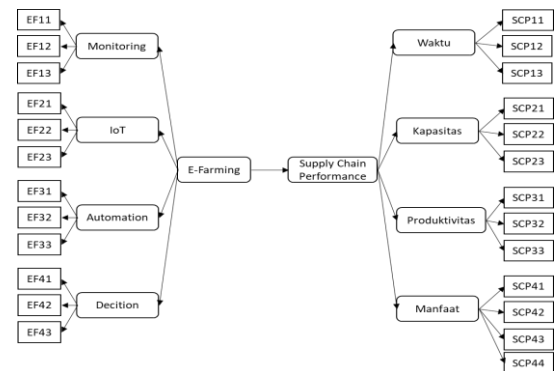 EF11
EF12
EF13
Monitoring
EF21
EF22
EF23
IoT
EF31
EF32
EF33
Automation
EF41
EF42
EF43
Decition
E-Farming
Supply Chain
Performance
Waktu
SCP11
SCP12
SCP13
Kapasitas
SCP21
SCP22
SCP23
Produktivitas
SCP31
SCP32
SCP33
Manfaat
SCP41
SCP42
SCP43
SCP44